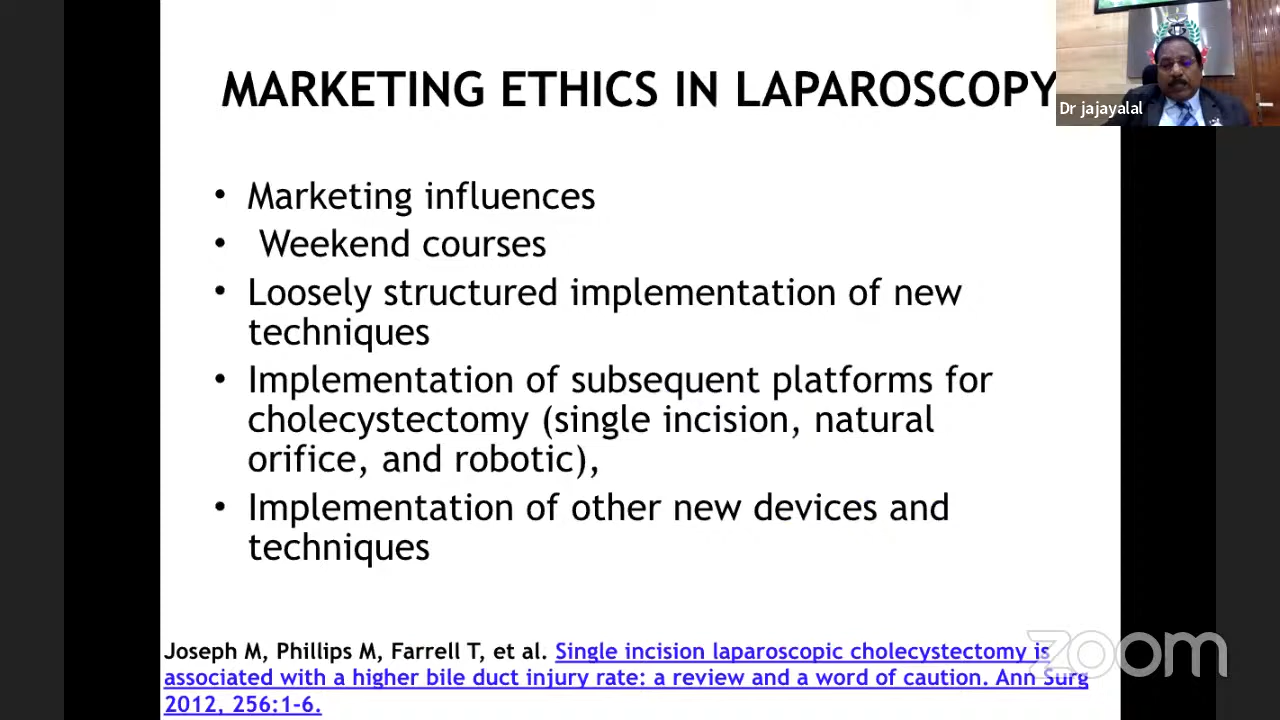 MARKETING ETHICS IN LAPAROSCOPY
Dr jajayalal
• Marketing influences
• Weekend courses
• Loosely structured implementation of new
techniques
• Implementation of subsequent platforms for
cholecystectomy (single incision, natural
orifice, and robotic),
• Implementation of other new devices and
techniques
Joseph M, Phillips M, Farrell T, et al. Single incision laparoscopic cholecystectomy is
associated with a higher bile duct injury rate: a review and a word of caution. Ann Surg
2012, 256:1-6.
zoom